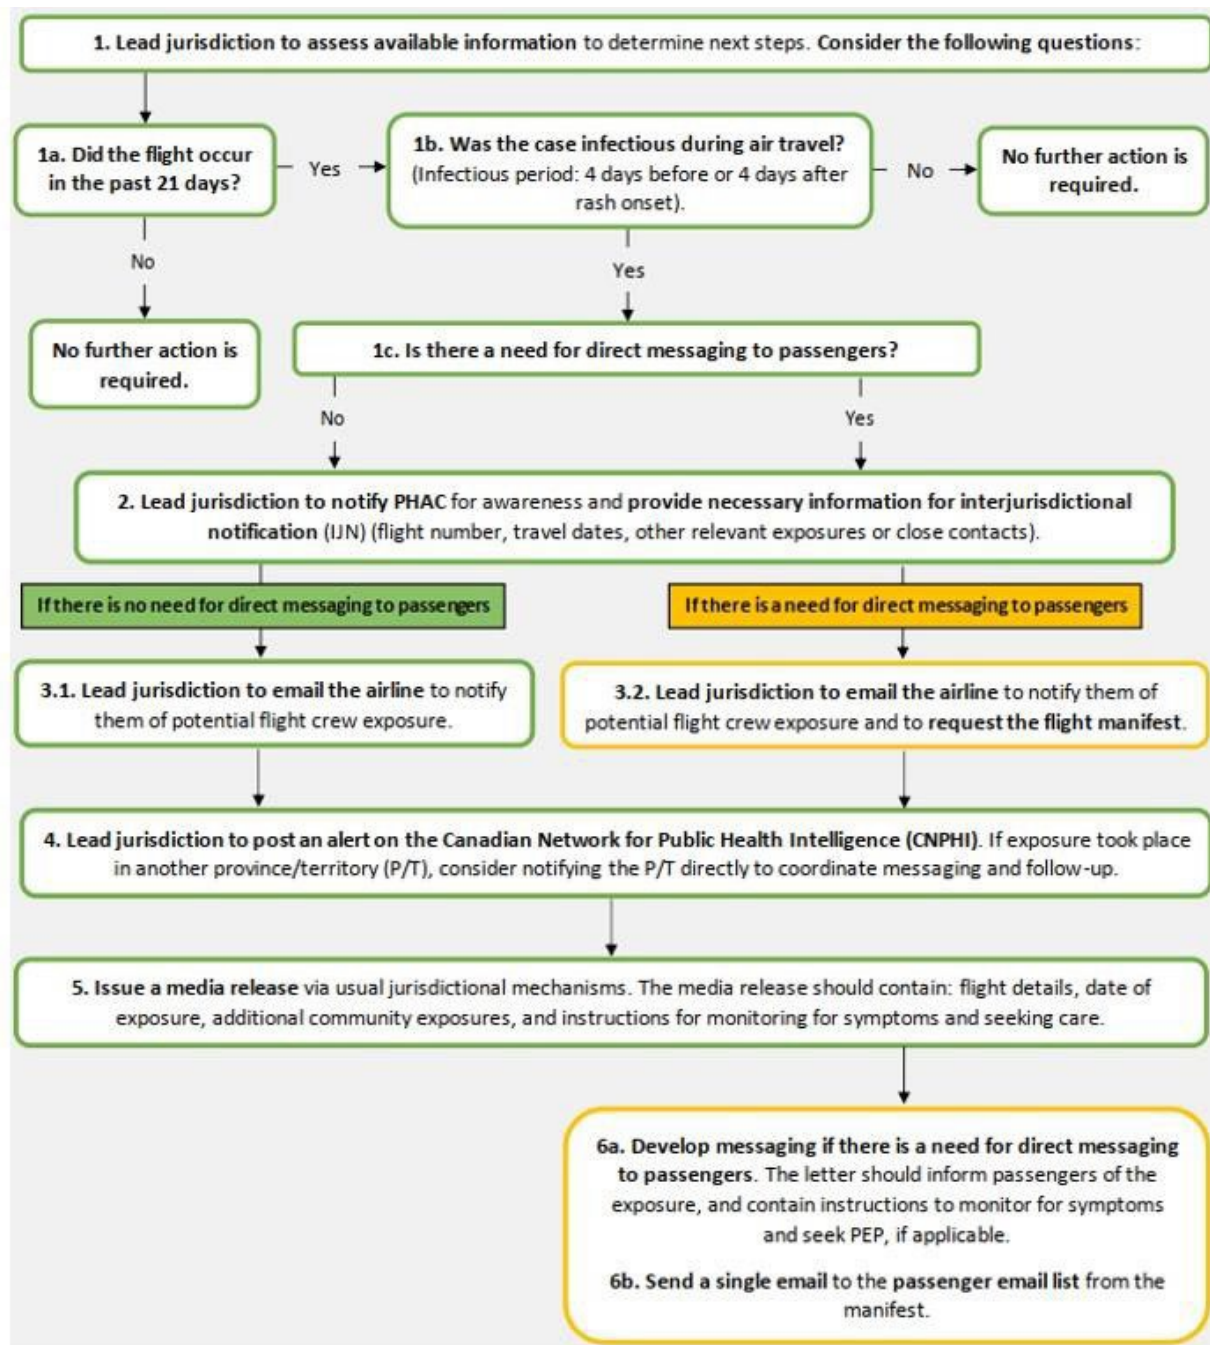 1. Lead jurisdiction to assess available information to determine next steps. Consider the following questions:
1a. Did the flight occur
in the past 21 days?
Yes
1b. Was the case infectious during air travel?
(Infectious period: 4 days before or 4 days after
rash onset).
No
No further action is
required.
No
Yes
No further action is
required.
1c. Is there a need for direct messaging to passengers?
No
Yes
2. Lead jurisdiction to notify PHAC for awareness and provide necessary information for interjurisdictional
notification (IJN) (flight number, travel dates, other relevant exposures or close contacts).
If there is no need for direct messaging to passengers
If there is a need for direct messaging to passengers
3.1. Lead jurisdiction to email the airline to notify
them of potential flight crew exposure.
3.2. Lead jurisdiction to email the airline to notify them of
potential flight crew exposure and to request the flight manifest.
4. Lead jurisdiction to post an alert on the Canadian Network for Public Health Intelligence (CNPHI). If exposure took place
in another province/territory (P/T), consider notifying the P/T directly to coordinate messaging and follow-up.
5. Issue a media release via usual jurisdictional mechanisms. The media release should contain: flight details, date of
exposure, additional community exposures, and instructions for monitoring for symptoms and seeking care.
6a. Develop messaging if there is a need for direct messaging
to passengers. The letter should inform passengers of the
exposure, and contain instructions to monitor for symptoms
and seek PEP, if applicable.
6b. Send a single email to the passenger email list from the
manifest.